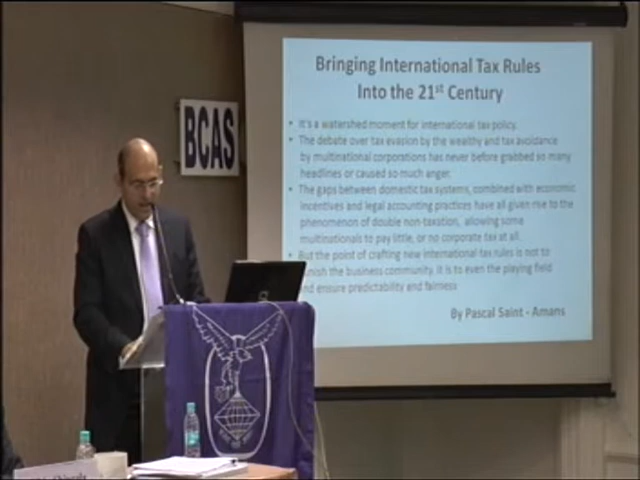 Bringing International Tax Rules
Into the 21st Century
• It's a watershed moment for international tax policy.
• The debate over tax evasion by the wealthy and tax avoidance
by multinational corporations has never before grabbed so many
headlines or caused so much anger.
• The gaps between domestic tax systems, combined with economic
incentives and legal accounting practices have all given rise to the
phenomenon of double non-taxation, allowing some
multinationals to pay little, or no corporate tax at all.
• But the point of crafting new international tax rules is not to
nish the business community. It is to even the playing field
nd ensure predictability and fairness
By Pascal Saint - Amans
BCAS